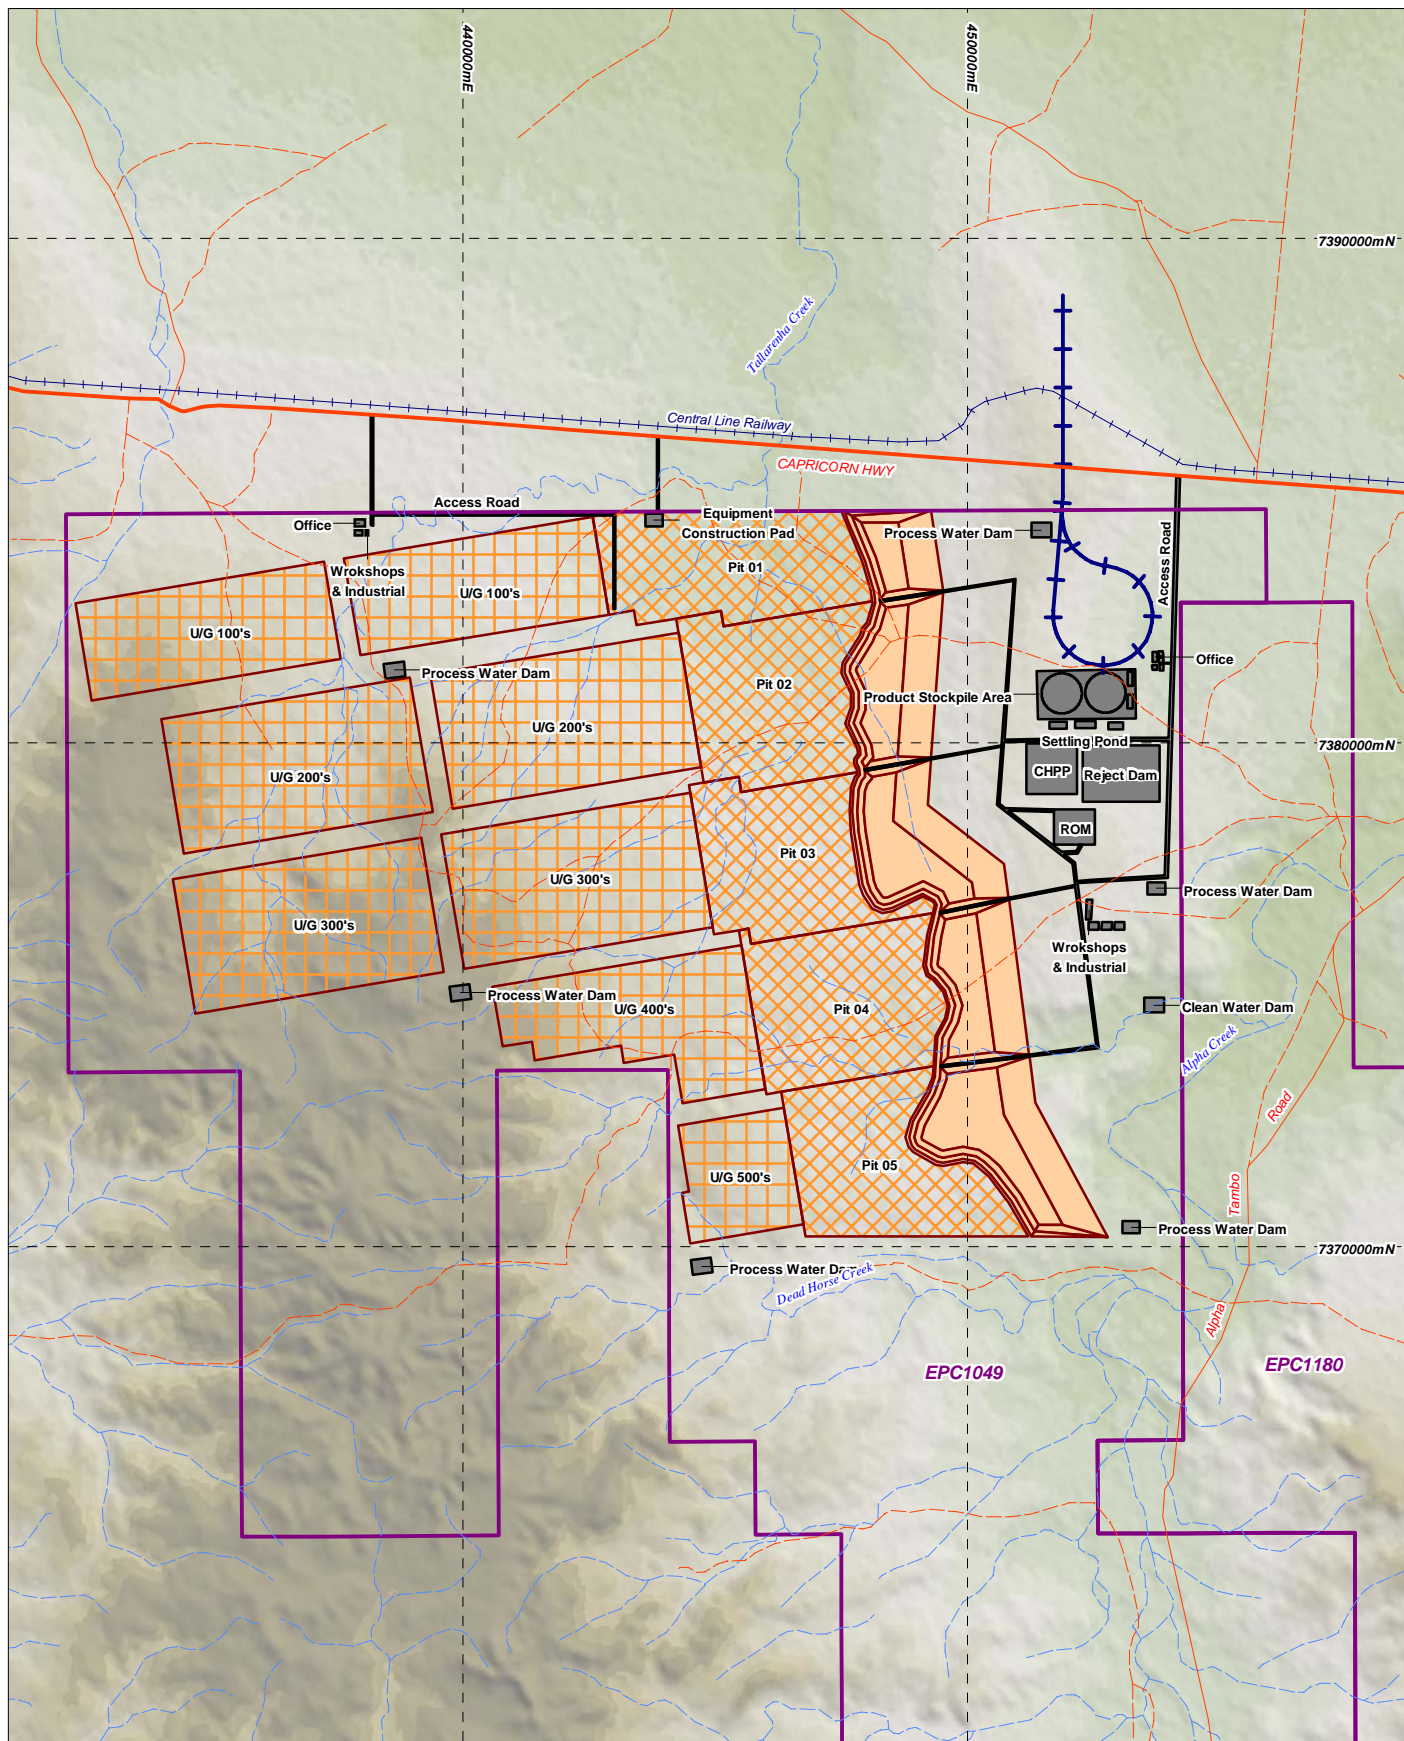 440000mE
450000mE
7390000mN
Tallarenha Creek
Central Line Railway
CAPRICORN HWY
Access Road
Office
Equipment
Construction Pad
Process Water Dam
Access Road
Wrokshops
& Industrial
Pit 01
U/G 100's
U/G 100's
Office
Process Water Dam
Pit 02
Product Stockpile Area
U/G 200's
Settling Pond
7380000mN
U/G 200's
CHPP
Reject Dam
ROM
Pit 03
U/G 300's
Process Water Dam
U/G 300's
Wrokshops
& Industrial
Process Water Dam
U/G 400's
Pit 04
Clean Water Dam
Alpha Creek
Road
Pit 05
U/G 500's
Tambo
Process Water Dam
7370000mN
Process Water Dam
Dead Horse Creek
Alpha
EPC1049
EPC1180